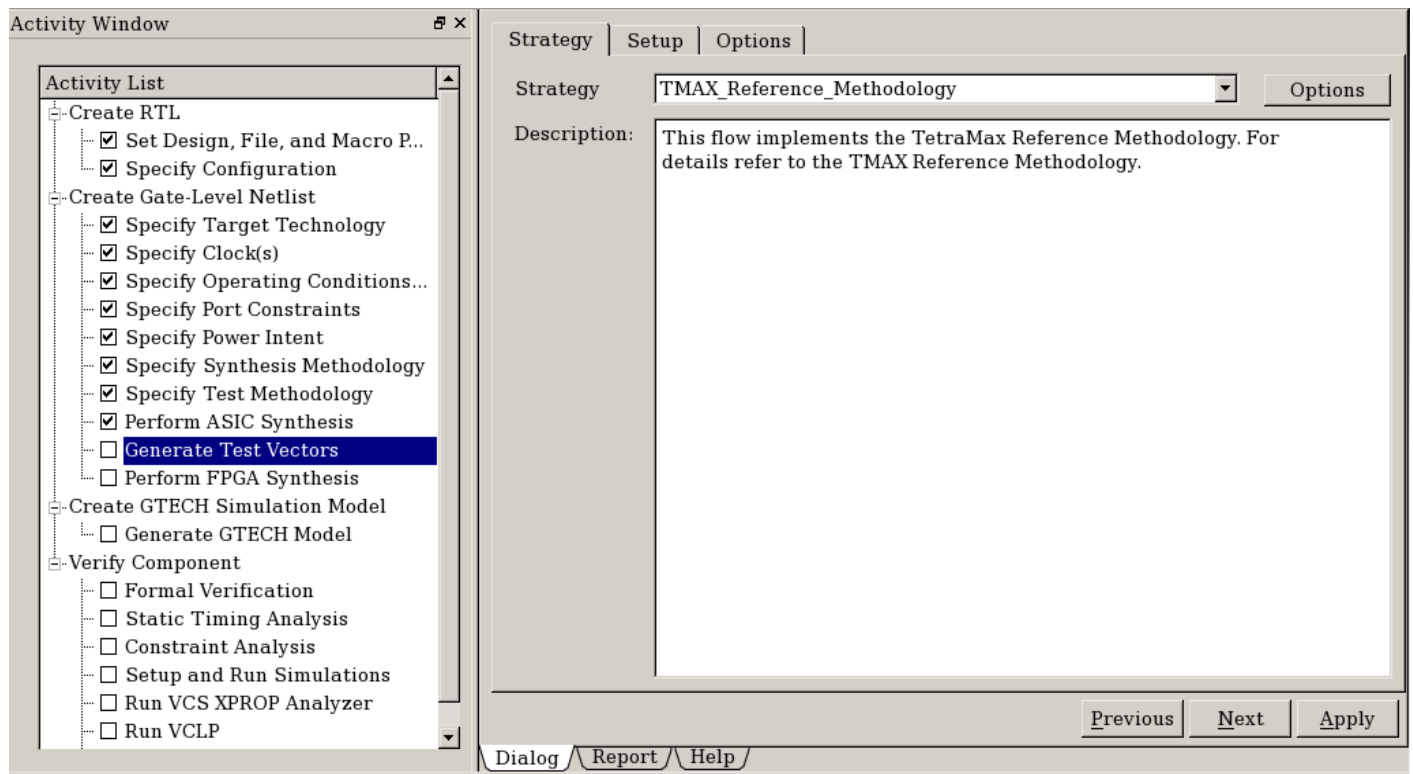 Activity Window
Activity List
Create RTL
Set Design, File, and Macro P...
Specify Configuration
Create Gate-Level Netlist
Specify Target Technology
Specify Clock(s)
Specify Operating Conditions...
Specify Port Constraints
Specify Power Intent
Specify Synthesis Methodology
Specify Test Methodology
Perform ASIC Synthesis
Generate Test Vectors
Perform FPGA Synthesis
Create GTECH Simulation Model
Generate GTECH Model
Verify Component
Formal Verification
Static Timing Analysis
Constraint Analysis
Setup and Run Simulations
Run VCS XPROP Analyzer
Run VCLP
Strategy Setup Options
Strategy TMAX_Reference_Methodology Options
Description: This flow implements the TetraMax Reference Methodology. For
details refer to the TMAX Reference Methodology.
Previous Next Apply
Dialog Report Help